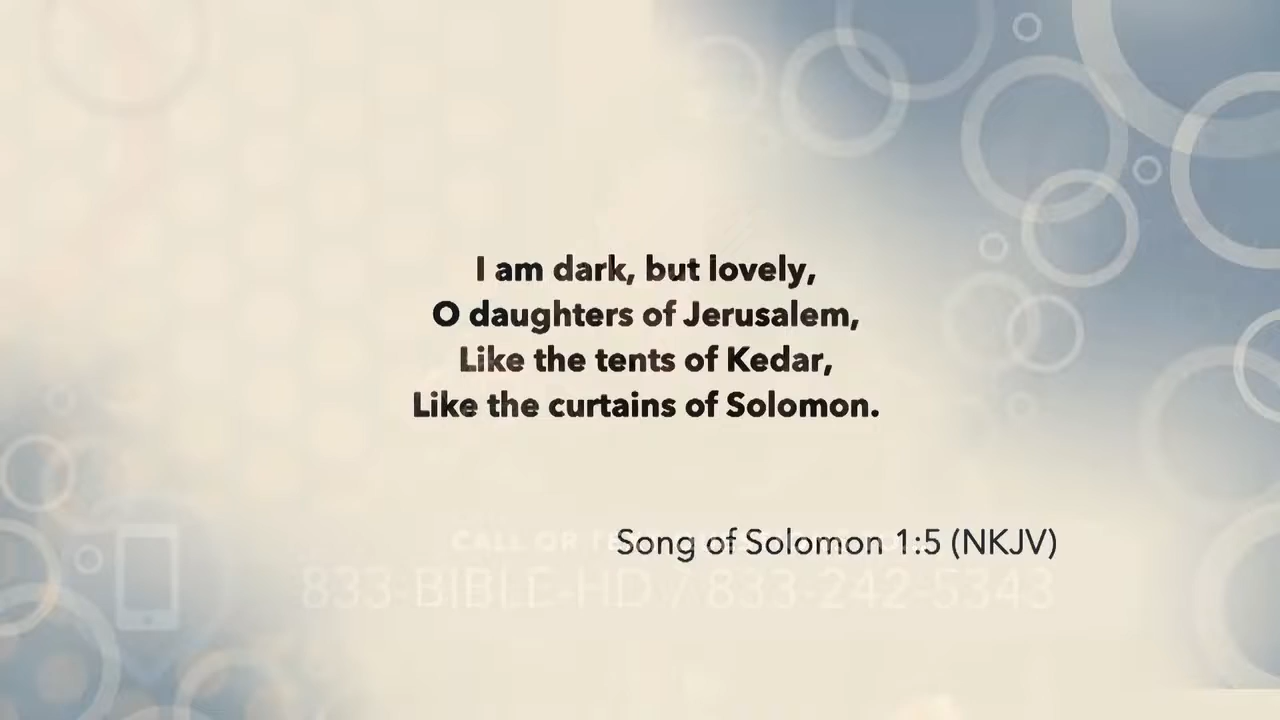 I am dark, but lovely,
O daughters of Jerusalem,
Like the tents of Kedar,
Like the curtains of Solomon.
Song of Solomon 1:5 (NKJV)
CALL OR
833-BIBLE-HD / 833-242-5343